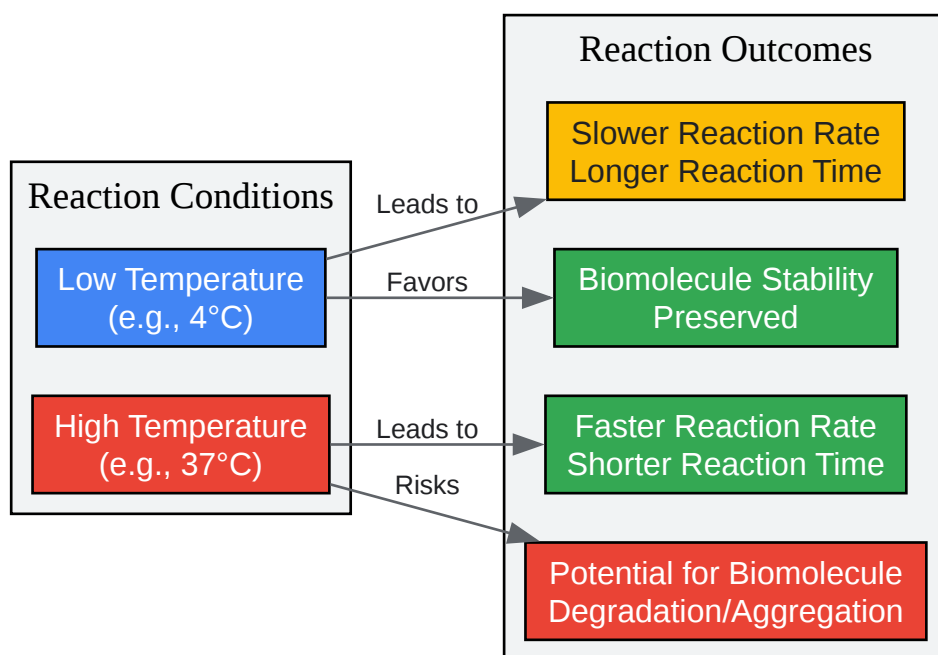 Reaction Conditions
Low Temperature
(e.g., 4°C)
High Temperature
(e.g., 37°C)
Leads to
Favors
Leads to
Risks
Reaction Outcomes
Slower Reaction Rate
Longer Reaction Time
Biomolecule Stability
Preserved
Faster Reaction Rate
Shorter Reaction Time
Potential for Biomolecule
Degradation/Aggregation